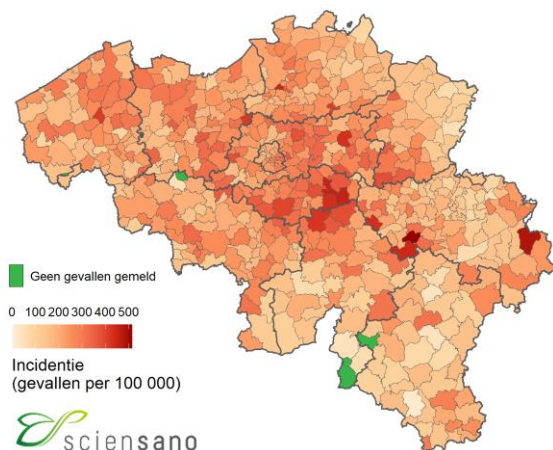 Geen gevallen gemeld
0 100 200 300 400 500
Incidentie
(gevallen per 100 000)
sciensano